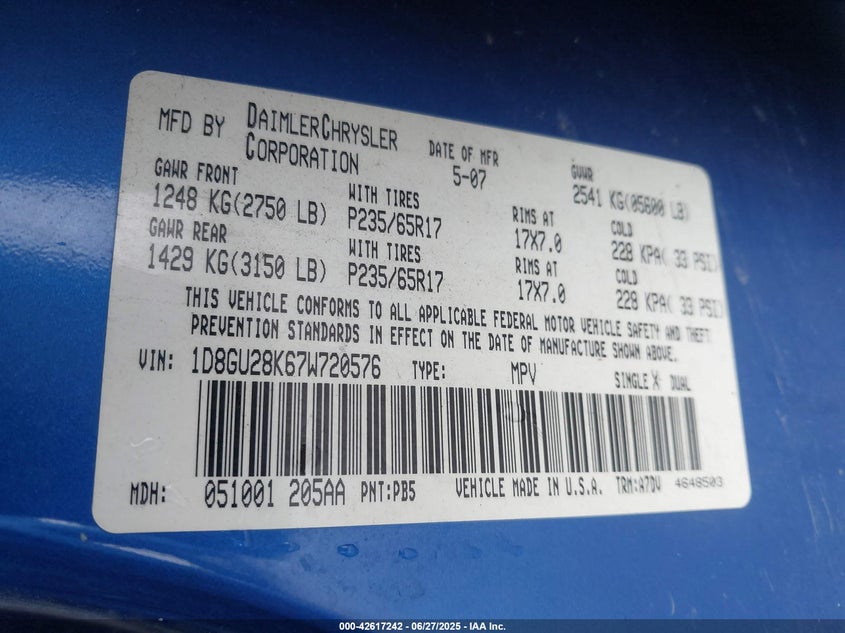 MFD BY DAIMLERCHRYSLER CORPORATION DATE OF MFR 5-07 GVWR 2541 KG(05600 LB)
GAWR FRONT WITH TIRES RIMS AT COLD
1248 KG(2750 LB) P235/65R17 17X7.0 228 KPA( 33 PSI)
GAWR REAR WITH TIRES RIMS AT COLD
1429 KG(3150 LB) P235/65R17 17X7.0 228 KPA( 33 PSI)
THIS VEHICLE CONFORMS TO ALL APPLICABLE FEDERAL MOTOR VEHICLE SAFETY AND THEFT
PREVENTION STANDARDS IN EFFECT ON THE DATE OF MANUFACTURE SHOWN ABOVE.
VIN: 1D8GU28K67W720576 TYPE: MPV SINGLE X DUAL
MDH: 051001 205AA PNT:PB5 VEHICLE MADE IN U.S.A. TRM:A7DV 4648503
000-42617242 - 06/27/2025 - IAA Inc.